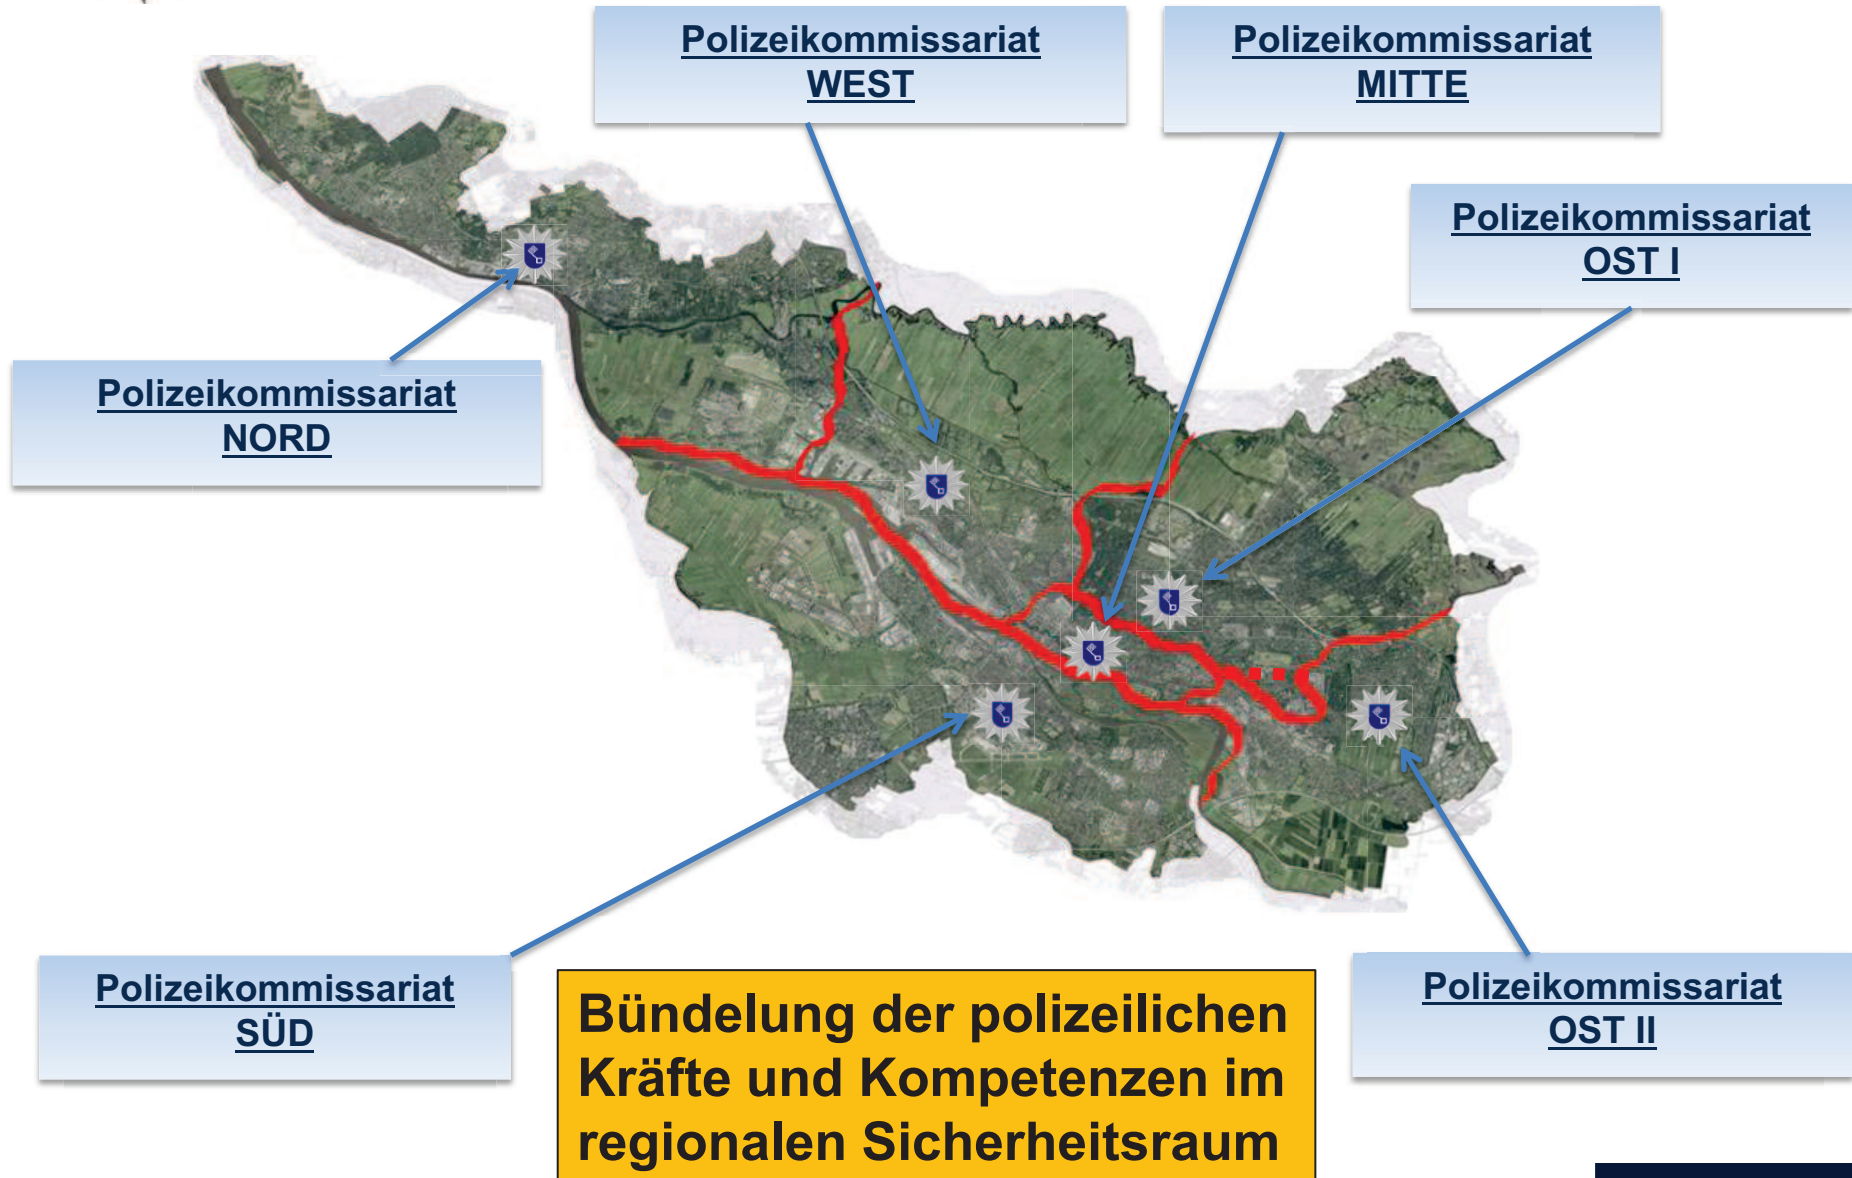 Polizeikommissariat
WEST
Polizeikommissariat
MITTE
Polizeikommissariat
OST I
Polizeikommissariat
NORD
Polizeikommissariat
SÜD
Bündelung der polizeilichen
Kräfte und Kompetenzen im
regionalen Sicherheitsraum
Polizeikommissariat
OST II